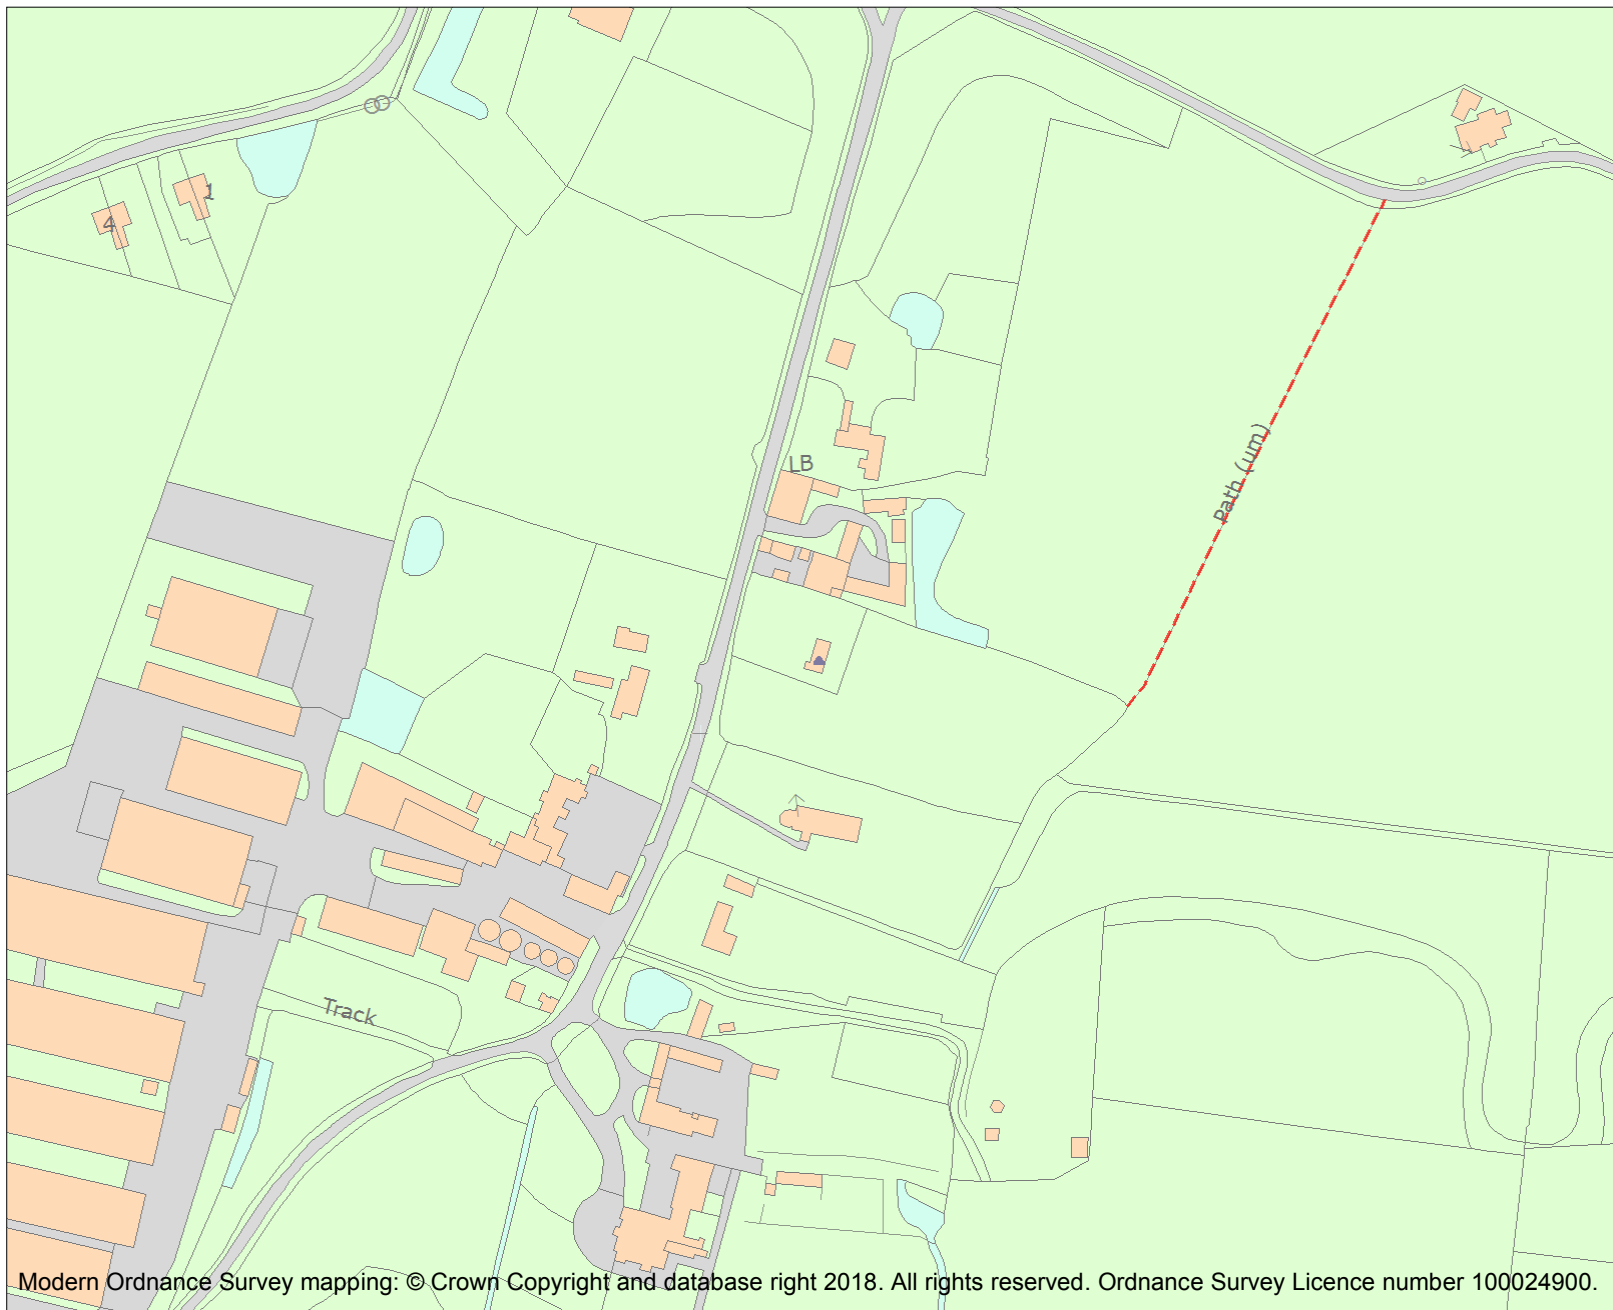 1
4
LB
Path (um)
Track
Modern Ordnance Survey mapping: © Crown Copyright and database right 2018. All rights reserved. Ordnance Survey Licence number 100024900.